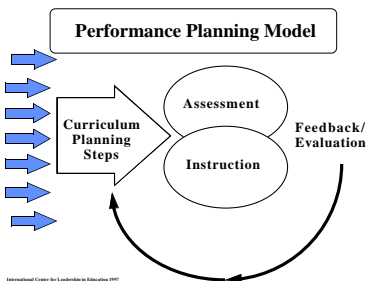 Performance Planning Model
Assessment
Curriculum
Planning
Steps
Feedback/
Evaluation
Instruction
International Center for Leadership in Education 1997